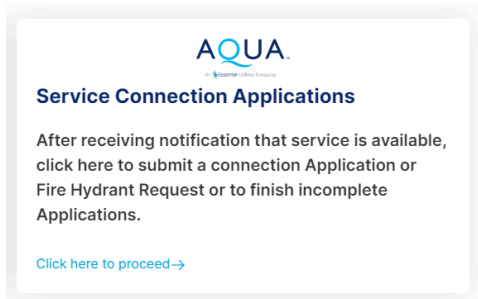 AQUA
An Essential Utilities Company
Service Connection Applications
After receiving notification that service is available,
click here to submit a connection Application or
Fire Hydrant Request or to finish incomplete
Applications.
Click here to proceed→